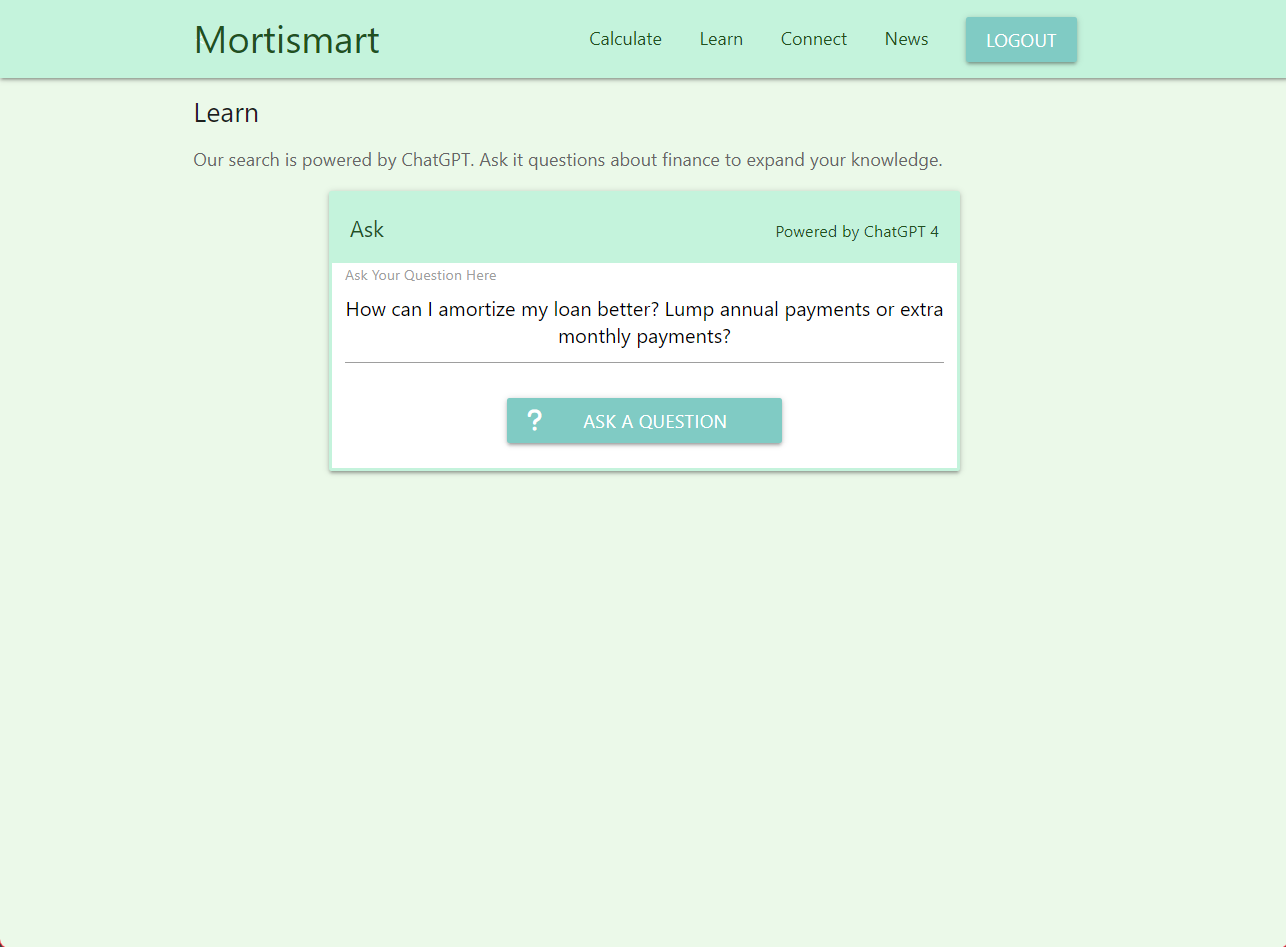 Mortismart
Calculate
Learn
Connect
News
LOGOUT
Learn
Our search is powered by ChatGPT. Ask it questions about finance to expand your knowledge.
Ask
Powered by ChatGPT 4
Ask Your Question Here
How can I amortize my loan better? Lump annual payments or extra
monthly payments?
? ASK A QUESTION